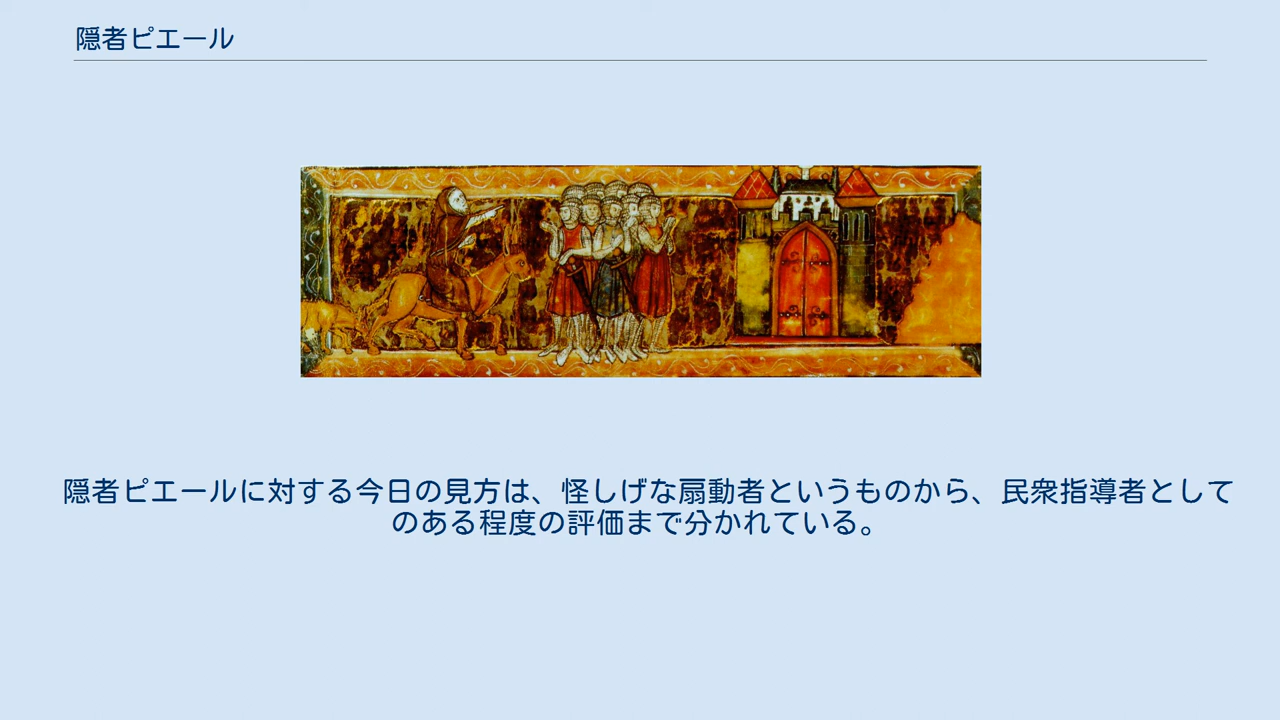 隠者ピエール
隠者ピエールに対する今日の見方は、怪しげな扇動者というものから、民衆指導者として
のある程度の評価まで分かれている。